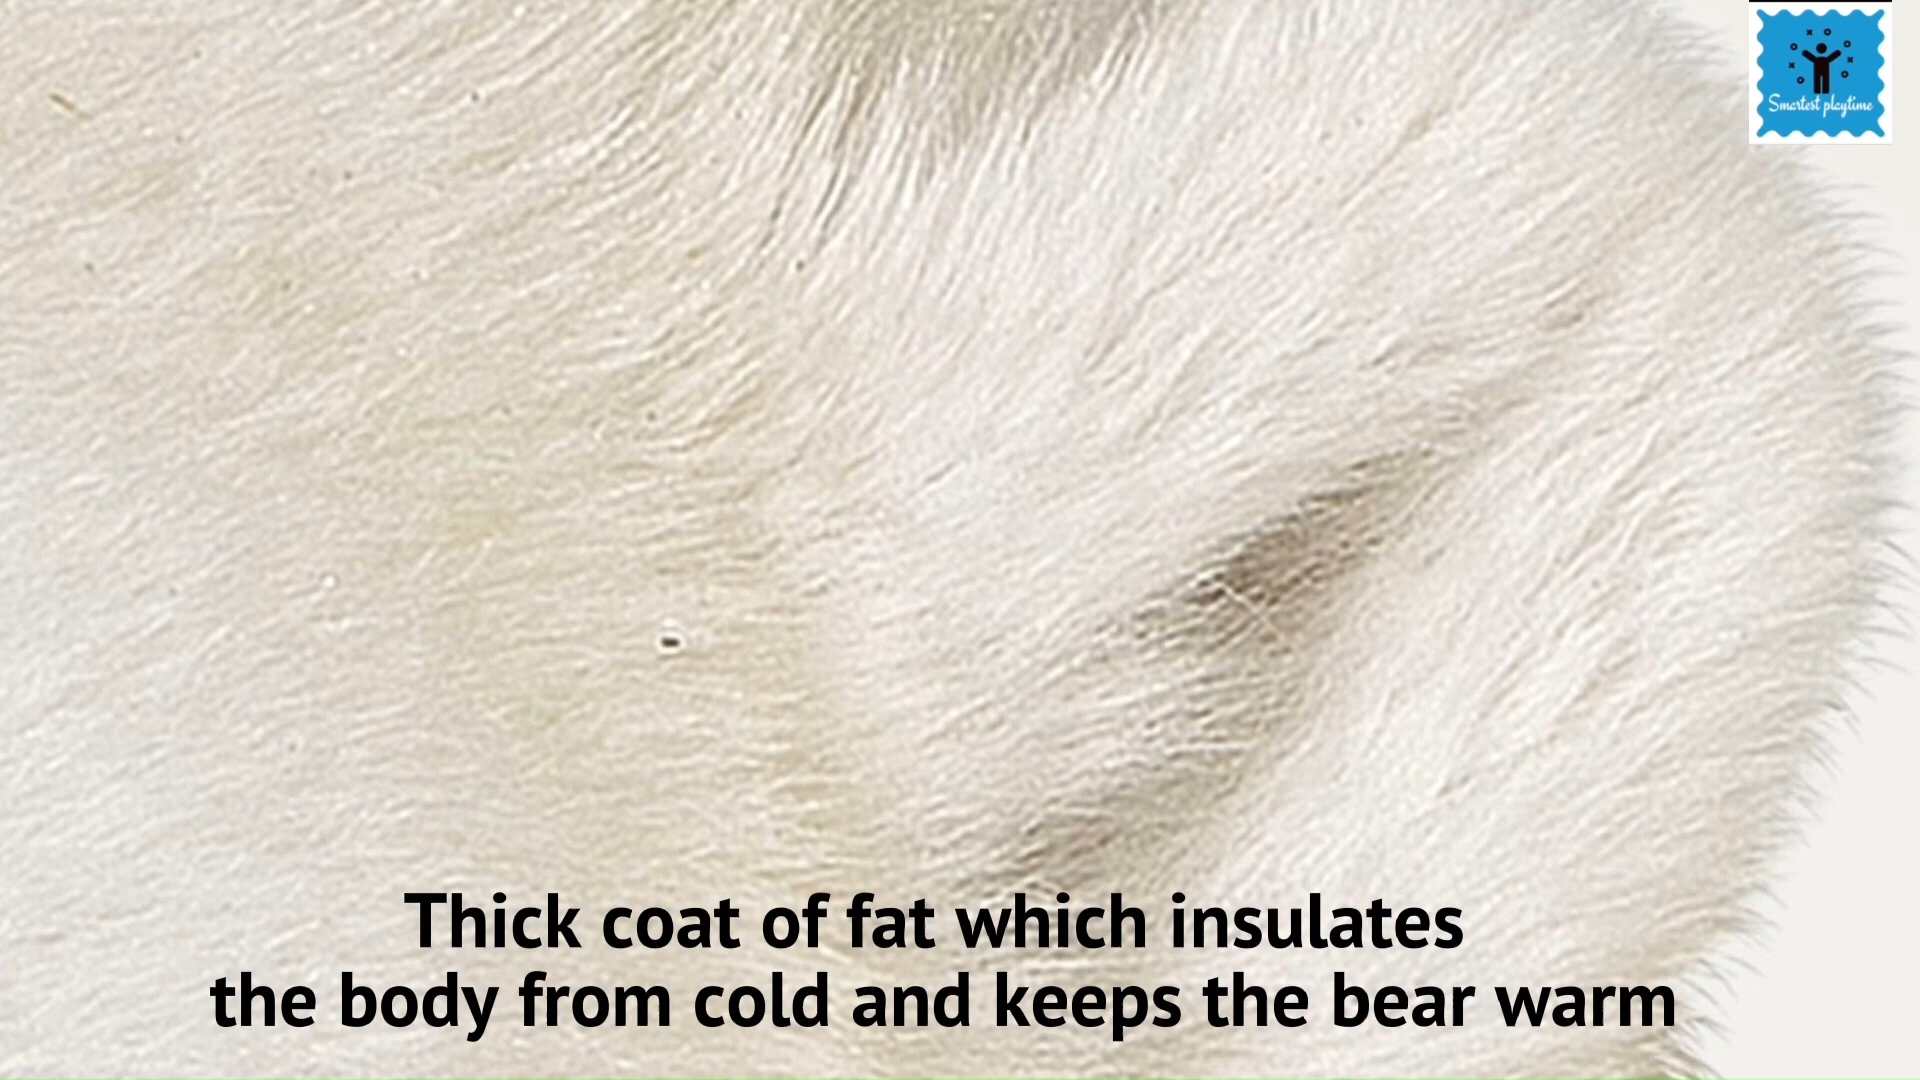 Smartest playtime
Thick coat of fat which insulates
the body from cold and keeps the bear warm